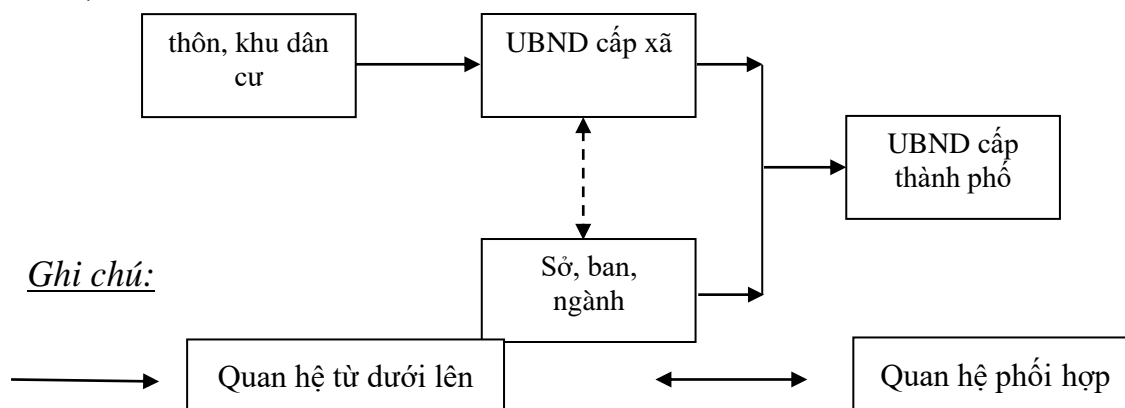 thôn, khu dân
cư
UBND cấp xã
UBND cấp
thành phố
Sở, ban,
ngành
Ghi chú:
Quan hệ từ dưới lên
Quan hệ phối hợp